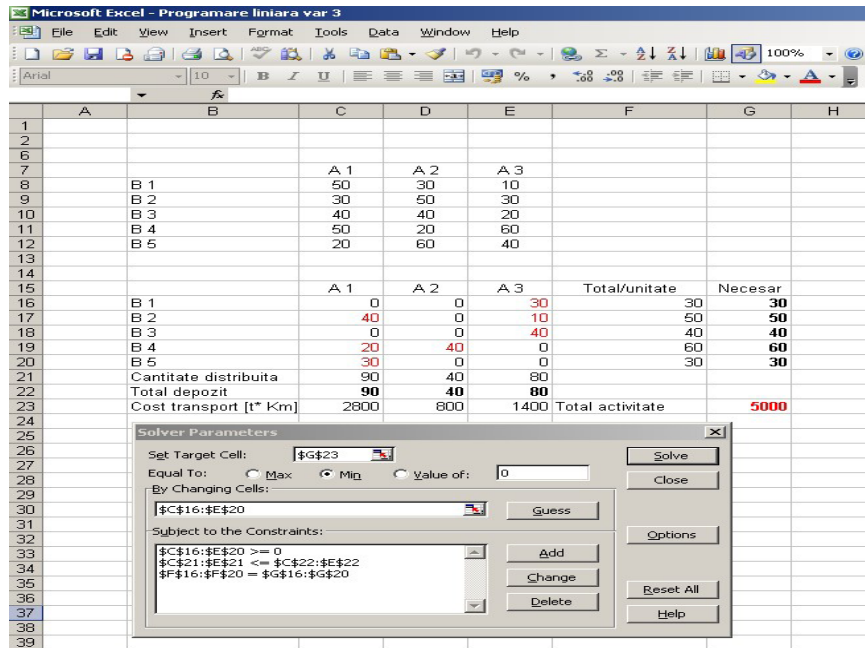 Microsoft Excel - Programare liniara var 3
File Edit View Insert Format Tools Data Window Help
100%
Arial 10 B I U % ,
fx
A B C D E F G H
1
2
6
7 A 1 A 2 A 3
8 B 1 50 30 10
9 B 2 30 50 30
10 B 3 40 40 20
11 B 4 50 20 60
12 B 5 20 60 40
13
14
15 A 1 A 2 A 3 Total/unitate Necesar
16 B 1 0 0 30 30 30
17 B 2 40 0 10 50 50
18 B 3 0 0 40 40 40
19 B 4 20 40 0 60 60
20 B 5 30 0 0 30 30
21 Cantitate distribuita 90 40 80
22 Total depozit 90 40 80
23 Cost transport [t* Km] 2800 800 1400 Total activitate 5000
24
25 Solver Parameters
26 Set Target Cell: $G$23 Solve
27 Equal To: Max Min Value of: 0
28 Close
29 By Changing Cells:
30 $C$16:$E$20 Guess
31 Subject to the Constraints:
32 Options
33 $C$16:$E$20 >= 0 Add
34 $C$21:$E$21 <= $C$22:$E$22
35 $F$16:$F$20 = $G$16:$G$20 Change
36 Reset All
37 Delete Help
38
39